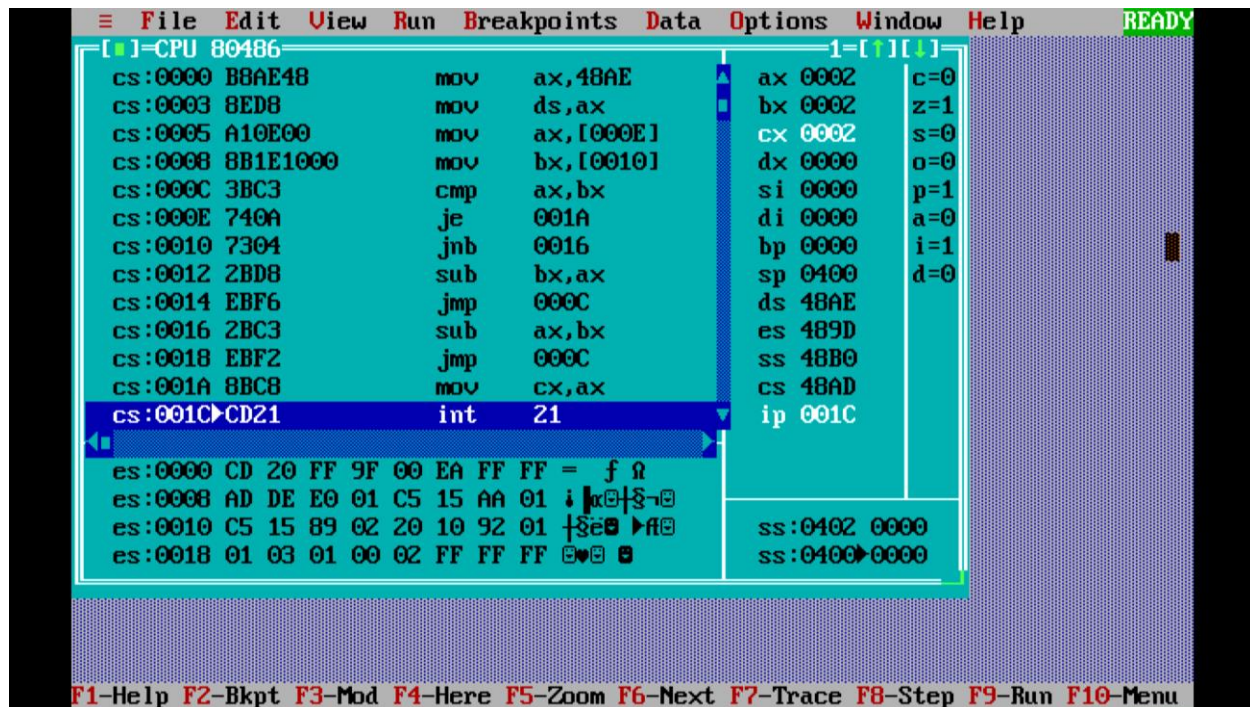 ≡ File Edit View Run Breakpoints Data Options Window Help READY
[■]=CPU 80486 1=[↑][↓]
cs:0000 B8AE48 mov ax,48AE ax 0002 c=0
cs:0003 8ED8 mov ds,ax bx 0002 z=1
cs:0005 A10E00 mov ax,[000E] cx 0002 s=0
cs:0008 8B1E1000 mov bx,[0010] dx 0000 o=0
cs:000C 3BC3 cmp ax,bx si 0000 p=1
cs:000E 740A je 001A di 0000 a=0
cs:0010 7304 jnb 0016 bp 0000 i=1
cs:0012 2BD8 sub bx,ax sp 0400 d=0
cs:0014 EBF6 jmp 000C ds 48AE
cs:0016 2BC3 sub ax,bx es 489D
cs:0018 EBF2 jmp 000C ss 48B0
cs:001A 8BC8 mov cx,ax cs 48AD
cs:001C►CD21 int 21 ip 001C
es:0000 CD 20 FF 9F 00 EA FF FF = ƒ Ω
es:0008 AD DE E0 01 C5 15 AA 01 ¡▐α☺┼§¬☺
es:0010 C5 15 89 02 20 10 92 01 ┼§ë☻ ►Æ☺
es:0018 01 03 01 00 02 FF FF FF ☺♥☺ ☻
ss:0402 0000
ss:0400►0000
F1-Help F2-Bkpt F3-Mod F4-Here F5-Zoom F6-Next F7-Trace F8-Step F9-Run F10-Menu